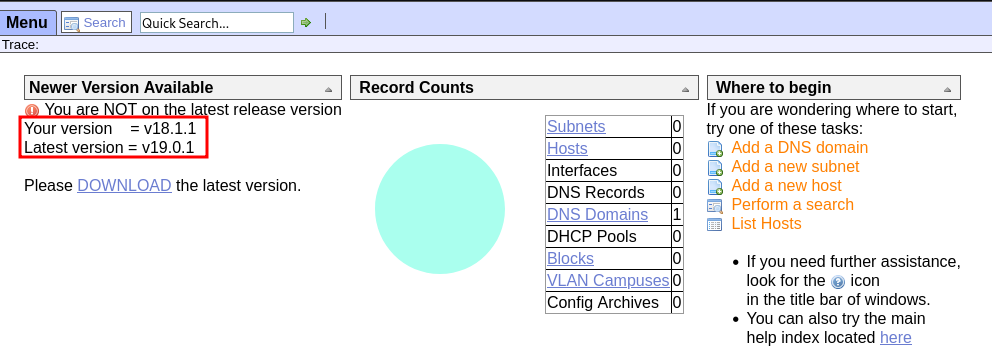 Menu Search Quick Search...
Trace:
Newer Version Available
You are NOT on the latest release version
Your version = v18.1.1
Latest version = v19.0.1
Please DOWNLOAD the latest version.
Record Counts
Subnets 0
Hosts 0
Interfaces 0
DNS Records 0
DNS Domains 1
DHCP Pools 0
Blocks 0
VLAN Campuses 0
Config Archives 0
Where to begin
If you are wondering where to start,
try one of these tasks:
Add a DNS domain
Add a new subnet
Add a new host
Perform a search
List Hosts
• If you need further assistance,
look for the ? icon
in the title bar of windows.
• You can also try the main
help index located here